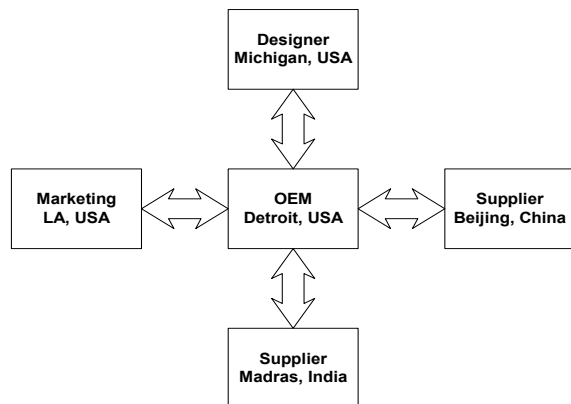 Designer
Michigan, USA
Marketing
LA, USA
OEM
Detroit, USA
Supplier
Beijing, China
Supplier
Madras, India